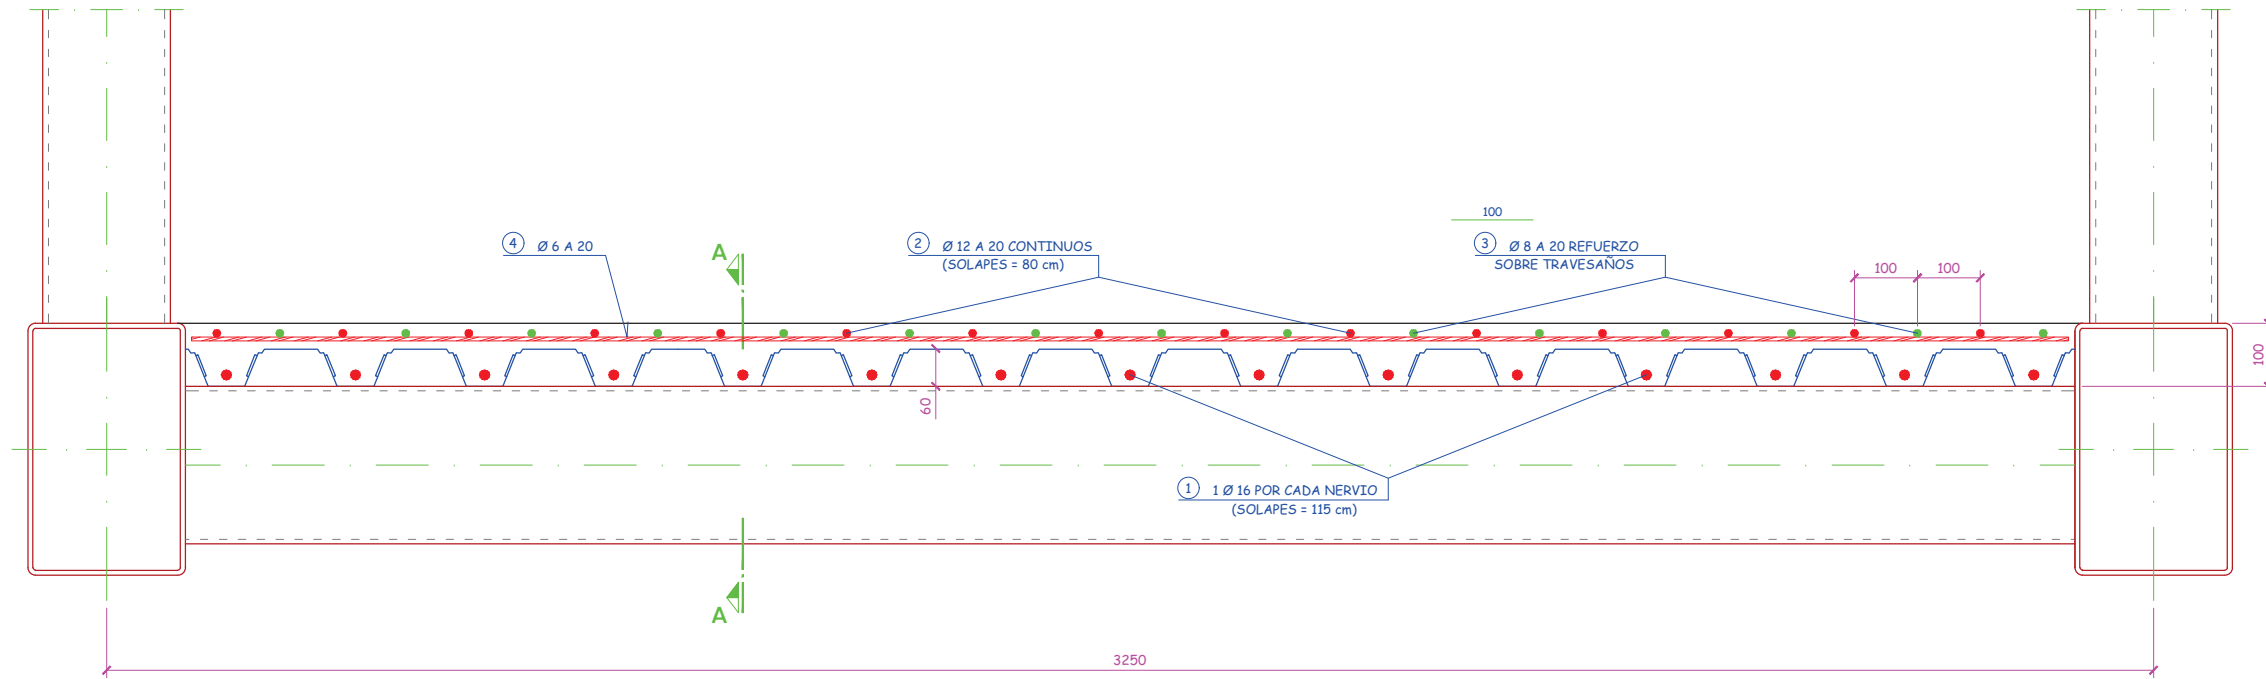 100
④ Ø 6 A 20
A
② Ø 12 A 20 CONTINUOS
(SOLAPES = 80 cm)
③ Ø 8 A 20 REFUERZO
SOBRE TRAVESAÑOS
100 100
100
60
① 1 Ø 16 POR CADA NERVIO
(SOLAPES = 115 cm)
A
3250